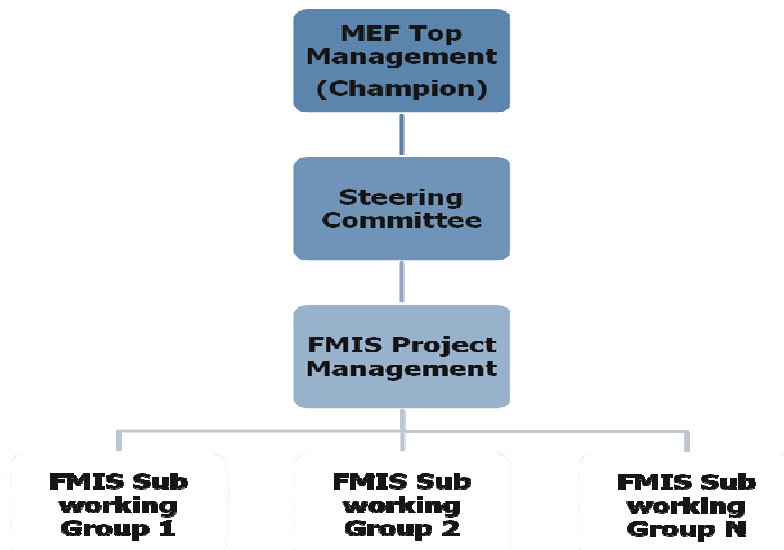 MEF Top
Management
(Champion)
Steering
Committee
FMIS Project
Management
FMIS Sub
working
Group 1
FMIS Sub
working
Group 2
FMIS Sub
working
Group N